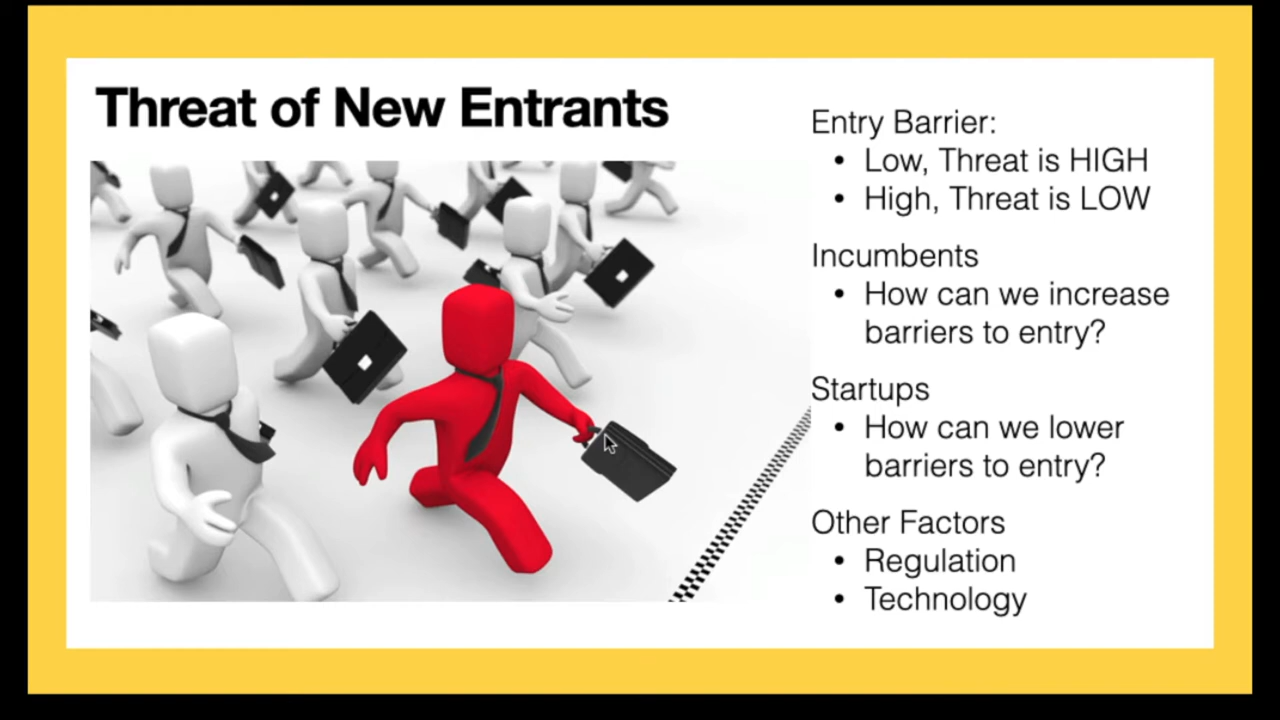 Threat of New Entrants
Entry Barrier:
• Low, Threat is HIGH
• High, Threat is LOW
Incumbents
• How can we increase
barriers to entry?
Startups
• How can we lower
barriers to entry?
Other Factors
• Regulation
• Technology